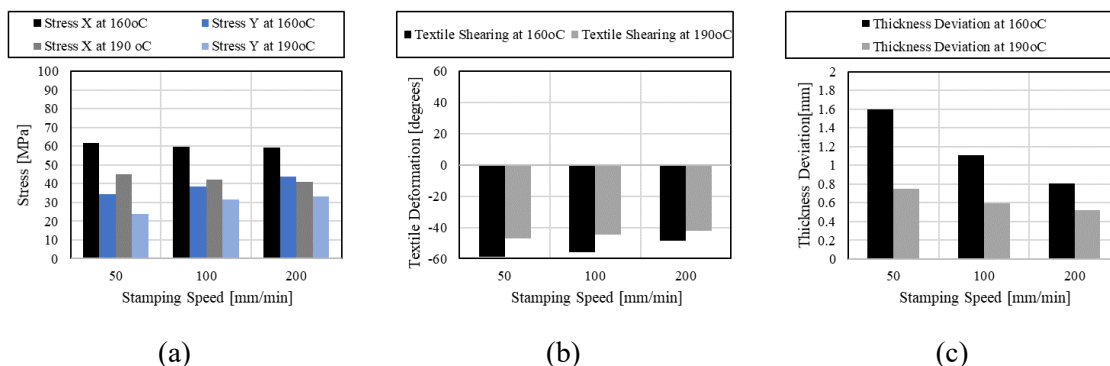 Stress X at 160oC Stress Y at 160oC
Stress X at 190 oC Stress Y at 190oC
100
90
80
70
60
50
40
30
20
10
0
Stress [MPa]
50 100 200
Stamping Speed [mm/min]
(a)
Textile Shearing at 160oC Textile Shearing at 190oC
60
40
20
0
-20
-40
-60
Textile Deformation [degrees]
50 100 200
Stamping Speed [mm/min]
(b)
Thickness Deviation at 160oC
Thickness Deviation at 190oC
2
1.8
1.6
1.4
1.2
1
0.8
0.6
0.4
0.2
0
Thickness Deviation[mm]
50 100 200
Stamping Speed [mm/min]
(c)